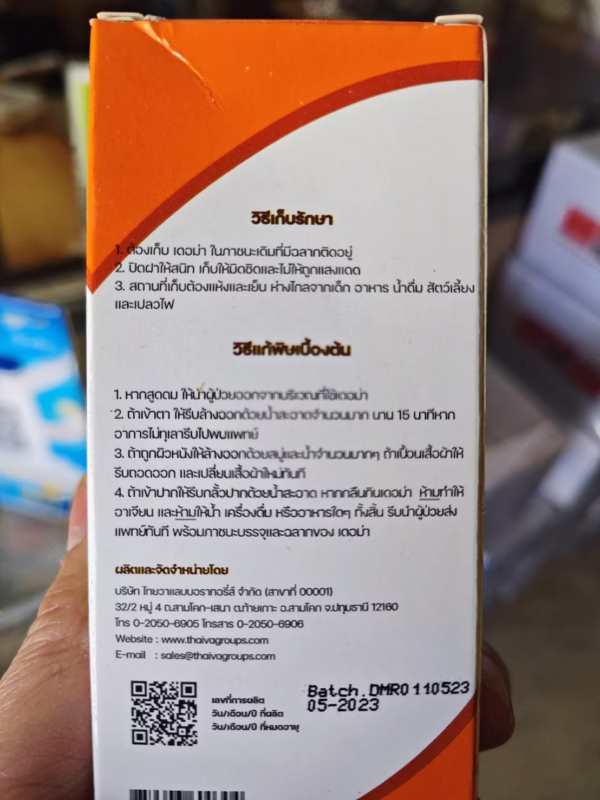 วิธีเก็บรักษา
1. ต้องเก็บ เดอม่า ในภาชนะเดิมที่มีฉลากติดอยู่
2. ปิดฝาให้สนิท เก็บให้มิดชิดและไม่ให้ถูกแสงแดด
3. สถานที่เก็บต้องแห้งและเย็น ห่างไกลจากเด็ก อาหาร น้ำดื่ม สัตว์เลี้ยง
และเปลวไฟ
วิธีแก้พิษเบื้องต้น
1. หากสูดดม ให้นำผู้ป่วยออกจากบริเวณที่ใช้เดอม่า
2. ถ้าเข้าตา ให้รีบล้างออกด้วยน้ำสะอาดจำนวนมาก นาน 15 นาทีหาก
อาการไม่ทุเลารีบไปพบแพทย์
3. ถ้าถูกผิวหนังให้ล้างออกด้วยสบู่และน้ำจำนวนมากๆ ถ้าเปื้อนเสื้อผ้าให้
รีบถอดออก และเปลี่ยนเสื้อผ้าใหม่ทันที
4. ถ้าเข้าปากให้รีบกลั้วปากด้วยน้ำสะอาด หากกลืนกินเดอม่า ห้ามทำให้
อาเจียน และห้ามให้น้ำ เครื่องดื่ม หรืออาหารใดๆ ทั้งสิ้น รีบนำผู้ป่วยส่ง
แพทย์ทันที พร้อมภาชนะบรรจุและฉลากของ เดอม่า
ผลิตและจัดจำหน่ายโดย
บริษัท ไทยวาแลบบอราทอรี่ส์ จำกัด (สาขาที่ 00001)
32/2 หมู่ 4 ถ.สามโคก-เสนา ต.ท้ายเกาะ อ.สามโคก จ.ปทุมธานี 12160
โทร 0-2050-6905 โทรสาร 0-2050-6906
Website : www.thaivagroups.com
E-mail : sales@thaivagroups.com
เลขที่การผลิต Batch. DMR0110523
วัน/เดือน/ปี ที่ผลิต 05-2023
วัน/เดือน/ปี ที่หมดอายุ